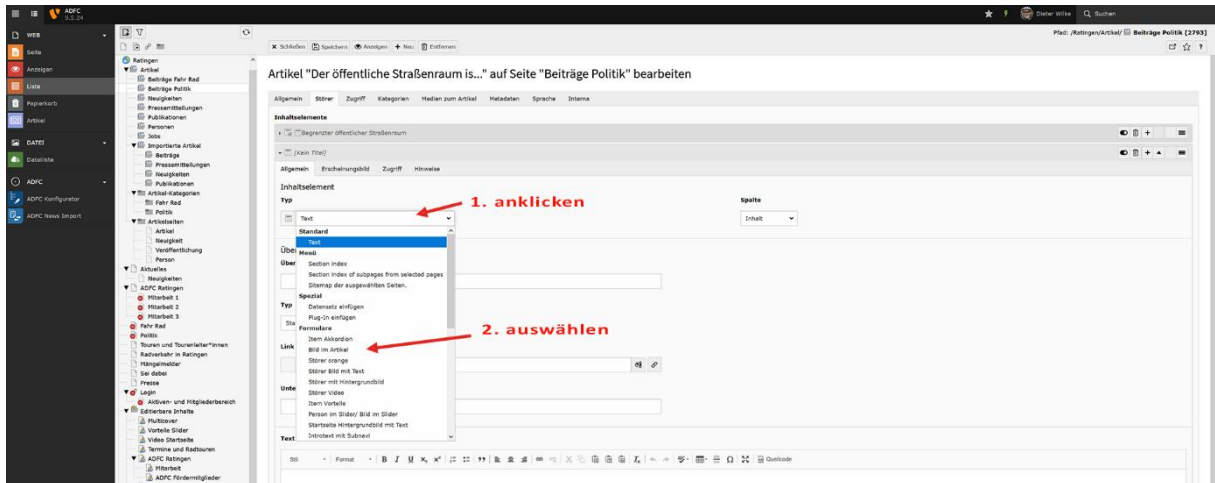 ADFC
9.5.24
Dieter Wilke
Suchen
WEB
Seite
Anzeigen
Liste
Papierkorb
Artikel
DATEI
Dateiliste
ADFC
ADFC Konfigurator
ADFC News Import
Ratingen
Artikel
Beiträge Fahr Rad
Beiträge Politik
Neuigkeiten
Pressemitteilungen
Publikationen
Personen
Jobs
Importierte Artikel
Beiträge
Pressemitteilungen
Neuigkeiten
Publikationen
Artikel-Kategorien
Fahr Rad
Politik
Artikelseiten
Artikel
Neuigkeit
Veröffentlichung
Person
Aktuelles
Neuigkeiten
ADFC Ratingen
Mitarbeit 1
Mitarbeit 2
Mitarbeit 3
Fahr Rad
Politik
Touren und Tourenleiter*innen
Radverkehr in Ratingen
Mängelmelder
Sei dabei
Presse
Login
Aktiven- und Mitgliederbereich
Editierbare Inhalte
Multicover
Vorteile Slider
Video Startseite
Termine und Radtouren
ADFC Ratingen
Mitarbeit
ADFC Fördermitglieder
Pfad: /Ratingen/Artikel/ Beiträge Politik [2793]
Schließen Speichern Anzeigen Neu Entfernen
Artikel "Der öffentliche Straßenraum is..." auf Seite "Beiträge Politik" bearbeiten
Allgemein Störer Zugriff Kategorien Medien zum Artikel Metadaten Sprache Interna
Inhaltselemente
Begrenzter öffentlicher Straßenraum
[Kein Titel]
Allgemein Erscheinungsbild Zugriff Hinweise
Inhaltselement
Typ
Spalte
1. anklicken
Text
Inhalt
Standard
Text
Menü
Section index
Section index of subpages from selected pages
Sitemap der ausgewählten Seiten.
Spezial
Datensatz einfügen
Plug-In einfügen
Formulare
2. auswählen
Item Akkordion
Bild im Artikel
Störer orange
Störer Bild mit Text
Störer mit Hintergrundbild
Störer Video
Item Vorteile
Person im Slider/ Bild im Slider
Startseite Hintergrundbild mit Text
Introtext mit Subnavi
Über
Über
Typ
Sta
Link
Unte
Text
Stil Format B I U x₂ x² Quellcode